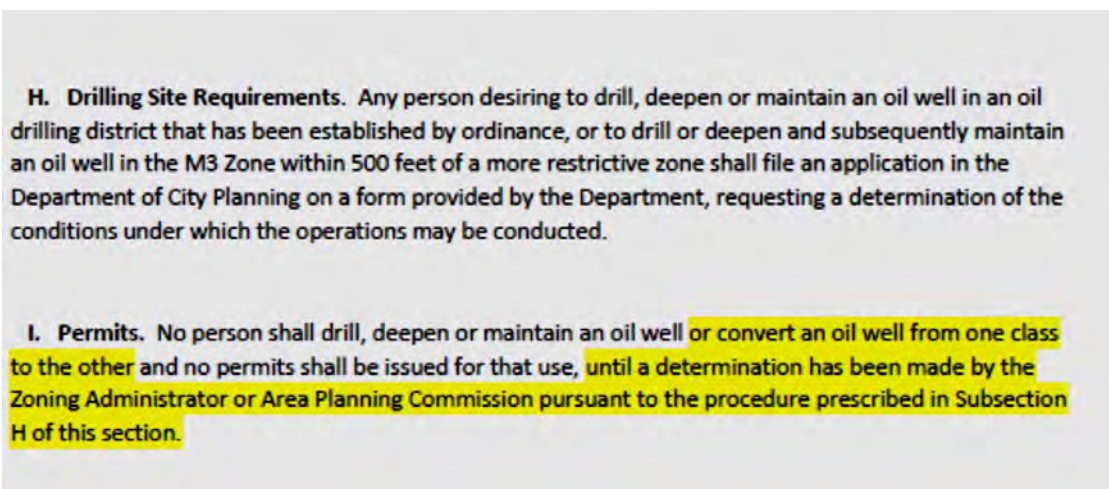 H. Drilling Site Requirements. Any person desiring to drill, deepen or maintain an oil well in an oil
drilling district that has been established by ordinance, or to drill or deepen and subsequently maintain
an oil well in the M3 Zone within 500 feet of a more restrictive zone shall file an application in the
Department of City Planning on a form provided by the Department, requesting a determination of the
conditions under which the operations may be conducted.
I. Permits. No person shall drill, deepen or maintain an oil well or convert an oil well from one class
to the other and no permits shall be issued for that use, until a determination has been made by the
Zoning Administrator or Area Planning Commission pursuant to the procedure prescribed in Subsection
H of this section.